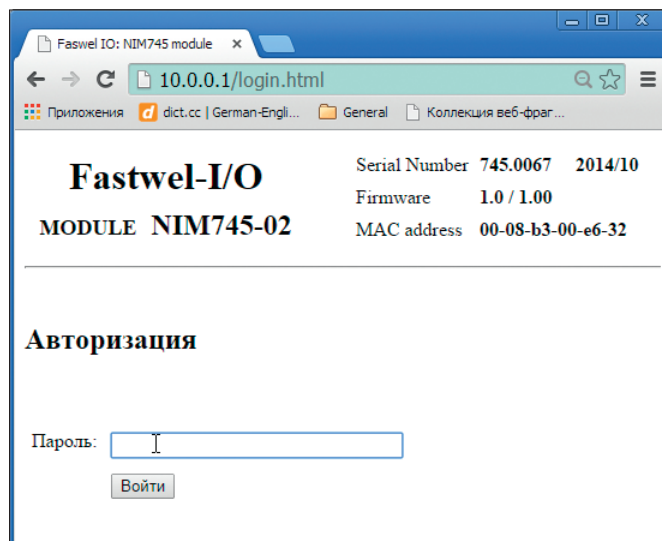 Faswel IO: NIM745 module
10.0.0.1/login.html
Приложения dict.cc | German-Engli... General Коллекция веб-фраг...
Fastwel-I/O
MODULE NIM745-02
Serial Number 745.0067 2014/10
Firmware 1.0 / 1.00
MAC address 00-08-b3-00-e6-32
Авторизация
Пароль:
Войти